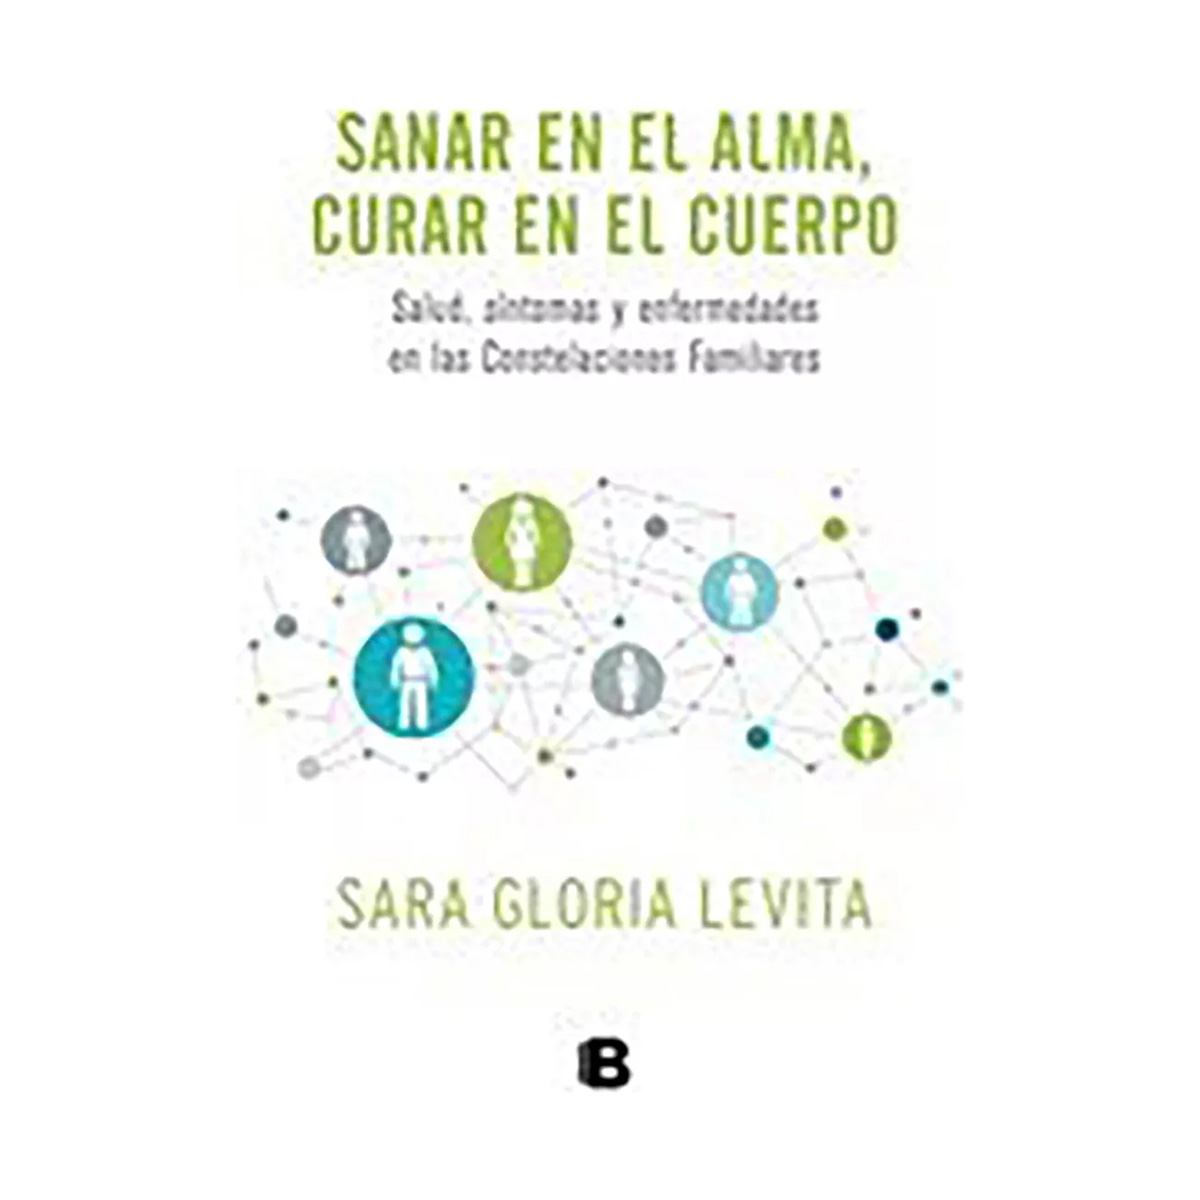 SANAR EN EL ALMA,
CURAR EN EL CUERPO
Salud, síntomas y enfermedades
en las Constelaciones Familiares
SARA GLORIA LEVITA
B